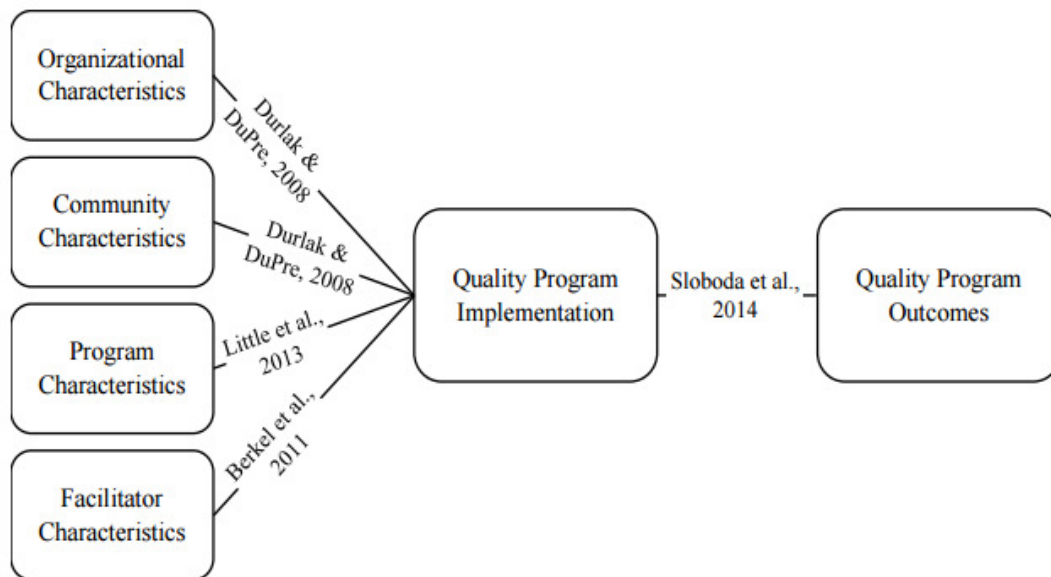 Organizational
Characteristics
Durlak &
DuPre, 2008
Community
Characteristics
Durlak &
DuPre, 2008
Program
Characteristics
Little et al.,
2013
Facilitator
Characteristics
Berkel et al.,
2011
Quality Program
Implementation
Sloboda et al.,
2014
Quality Program
Outcomes